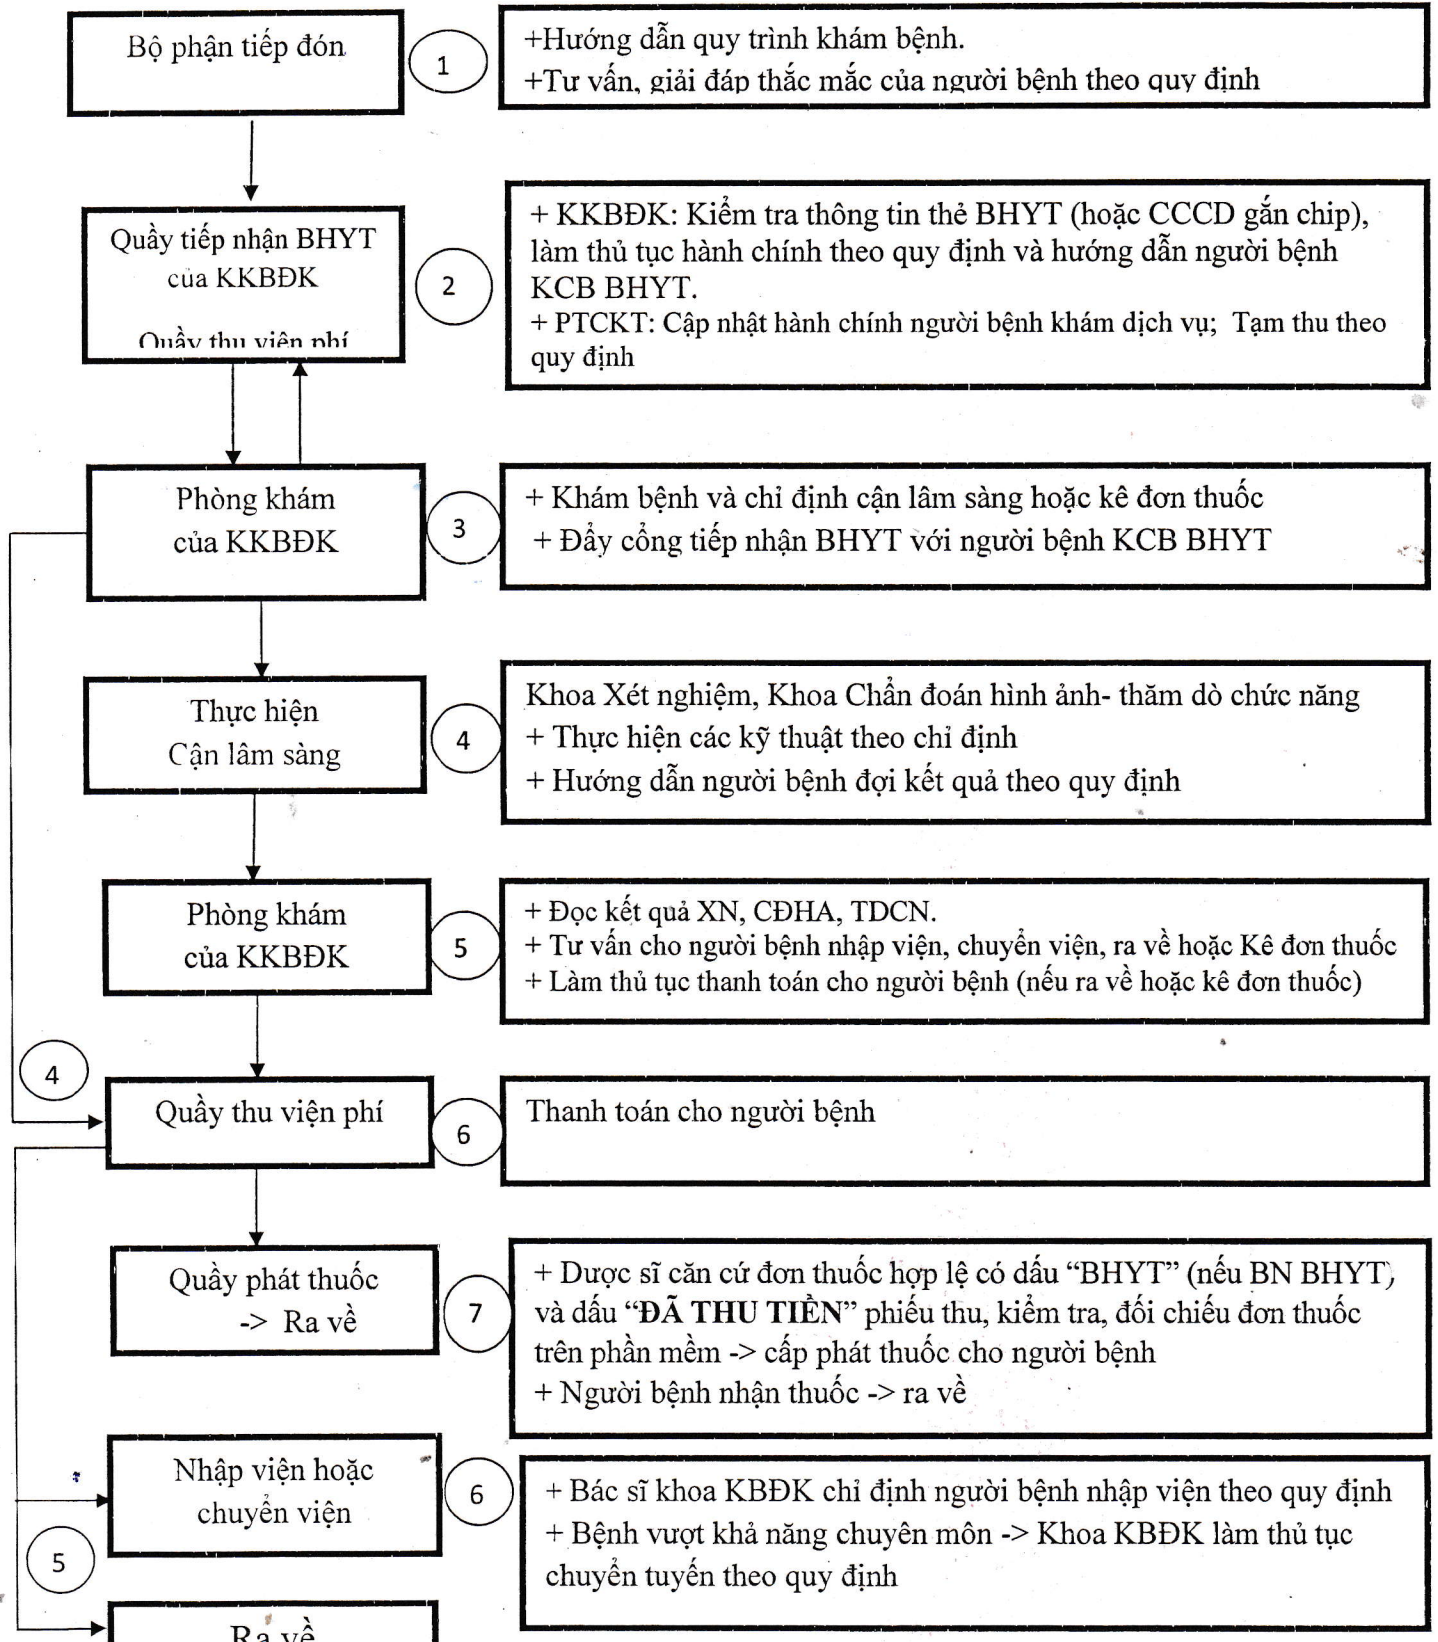 Bộ phận tiếp đón
1
+Hướng dẫn quy trình khám bệnh.
+Tư vấn, giải đáp thắc mắc của người bệnh theo quy định
Quầy tiếp nhận BHYT
của KKBĐK
Quầy thu viện phí
2
+ KKBĐK: Kiểm tra thông tin thẻ BHYT (hoặc CCCD gắn chip),
làm thủ tục hành chính theo quy định và hướng dẫn người bệnh
KCB BHYT.
+ PTCKT: Cập nhật hành chính người bệnh khám dịch vụ; Tạm thu theo
quy định
Phòng khám
của KKBĐK
3
+ Khám bệnh và chỉ định cận lâm sàng hoặc kê đơn thuốc
+ Đẩy cổng tiếp nhận BHYT với người bệnh KCB BHYT
Thực hiện
Cận lâm sàng
4
Khoa Xét nghiệm, Khoa Chẩn đoán hình ảnh- thăm dò chức năng
+ Thực hiện các kỹ thuật theo chỉ định
+ Hướng dẫn người bệnh đợi kết quả theo quy định
Phòng khám
của KKBĐK
5
+ Đọc kết quả XN, CĐHA, TDCN.
+ Tư vấn cho người bệnh nhập viện, chuyển viện, ra về hoặc Kê đơn thuốc
+ Làm thủ tục thanh toán cho người bệnh (nếu ra về hoặc kê đơn thuốc)
4
Quầy thu viện phí
6
Thanh toán cho người bệnh
Quầy phát thuốc
-> Ra về
7
+ Dược sĩ căn cứ đơn thuốc hợp lệ có dấu “BHYT” (nếu BN BHYT)
và dấu “ĐÃ THU TIỀN” phiếu thu, kiểm tra, đối chiếu đơn thuốc
trên phần mềm -> cấp phát thuốc cho người bệnh
+ Người bệnh nhận thuốc -> ra về
Nhập viện hoặc
chuyển viện
6
+ Bác sĩ khoa KBĐK chỉ định người bệnh nhập viện theo quy định
+ Bệnh vượt khả năng chuyên môn -> Khoa KBĐK làm thủ tục
chuyển tuyến theo quy định
5
Ra về